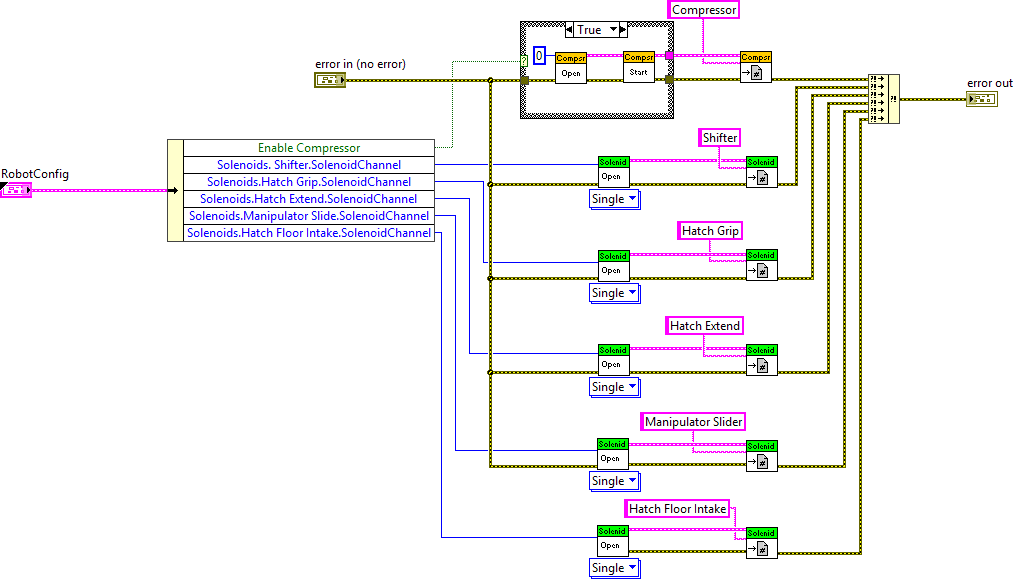 Compressor
True
error in (no error)
0
Compsr
Open
Compsr
Start
Compsr
#
?
error out
Enable Compressor
Solenoids. Shifter.SolenoidChannel
Solenoids.Hatch Grip.SolenoidChannel
Solenoids.Hatch Extend.SolenoidChannel
Solenoids.Manipulator Slide.SolenoidChannel
Solenoids.Hatch Floor Intake.SolenoidChannel
RobotConfig
Shifter
Solenid
Open
Solenid
#
Single
Hatch Grip
Solenid
Open
Solenid
#
Single
Hatch Extend
Solenid
Open
Solenid
#
Single
Manipulator Slider
Solenid
Open
Solenid
#
Single
Hatch Floor Intake
Solenid
Open
Solenid
#
Single